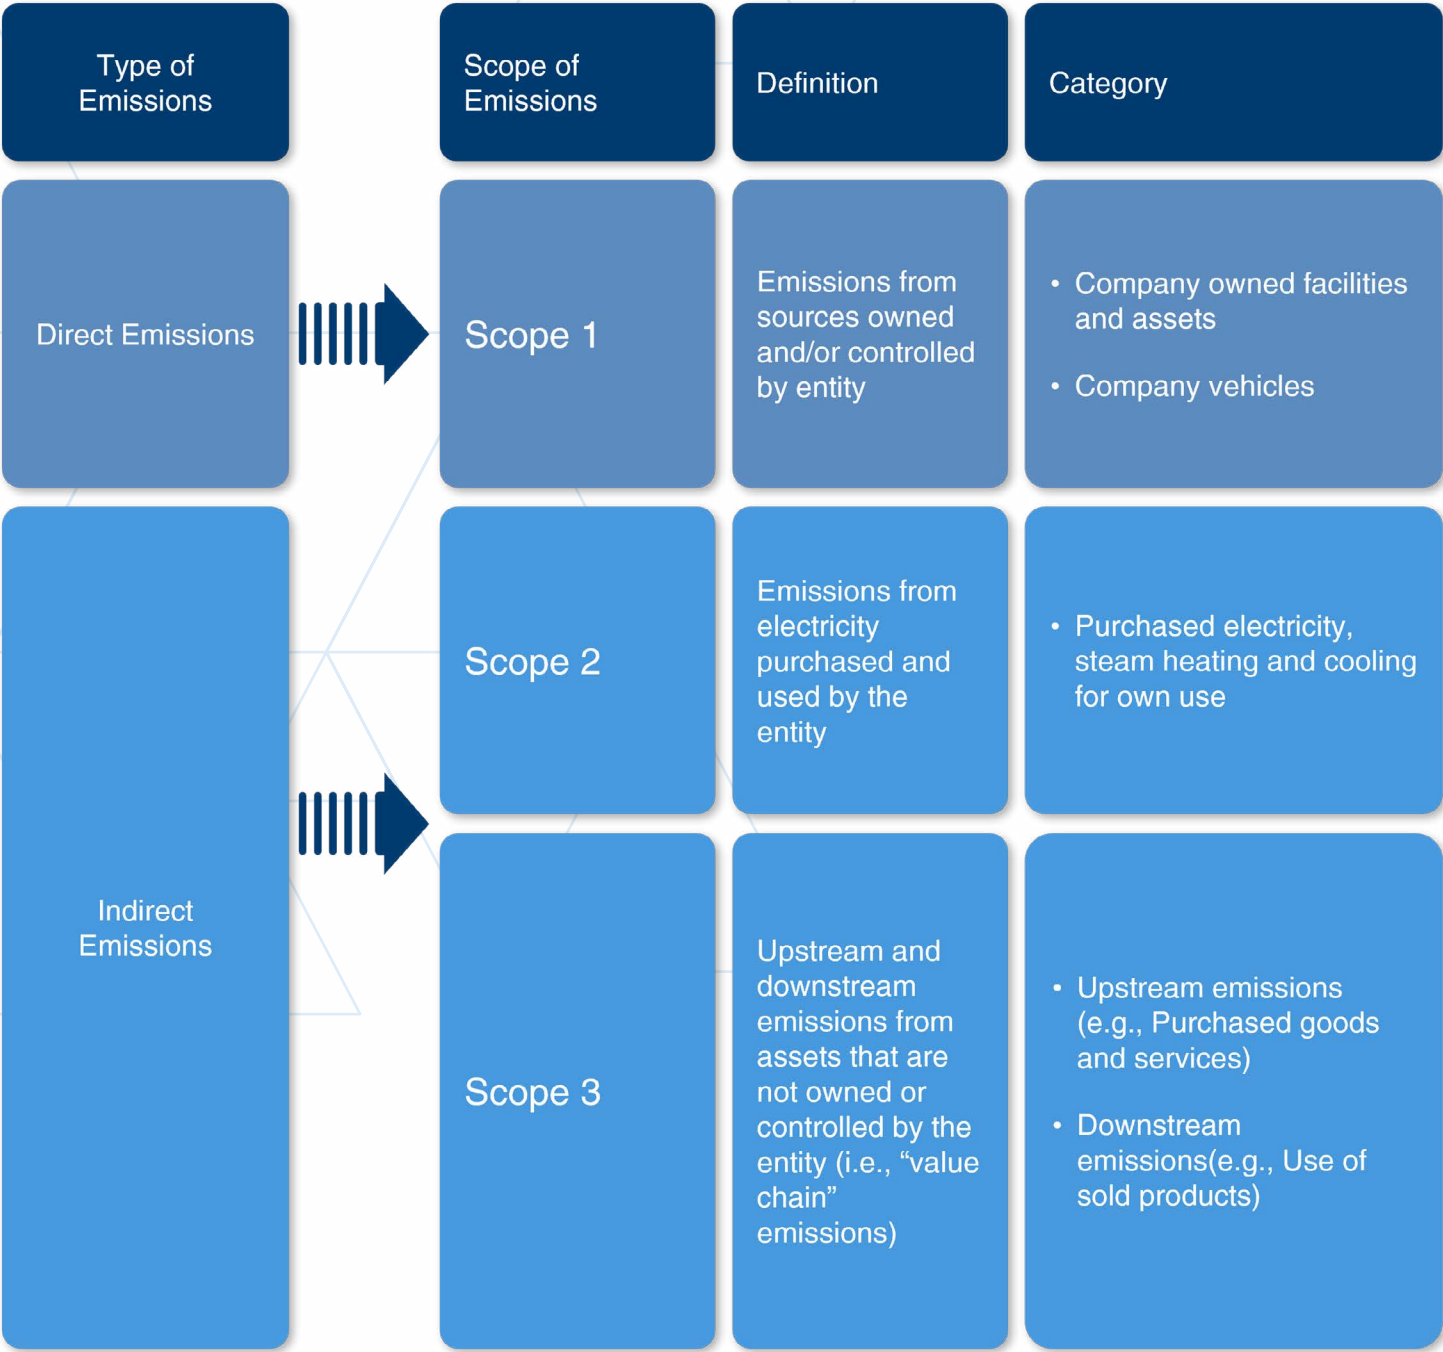 Type of
Emissions
Scope of
Emissions
Definition
Category
Direct Emissions
Scope 1
Emissions from
sources owned
and/or controlled
by entity
• Company owned facilities
and assets
• Company vehicles
Indirect
Emissions
Scope 2
Emissions from
electricity
purchased and
used by the
entity
• Purchased electricity,
steam heating and cooling
for own use
Scope 3
Upstream and
downstream
emissions from
assets that are
not owned or
controlled by the
entity (i.e., “value
chain”
emissions)
• Upstream emissions
(e.g., Purchased goods
and services)
• Downstream
emissions(e.g., Use of
sold products)